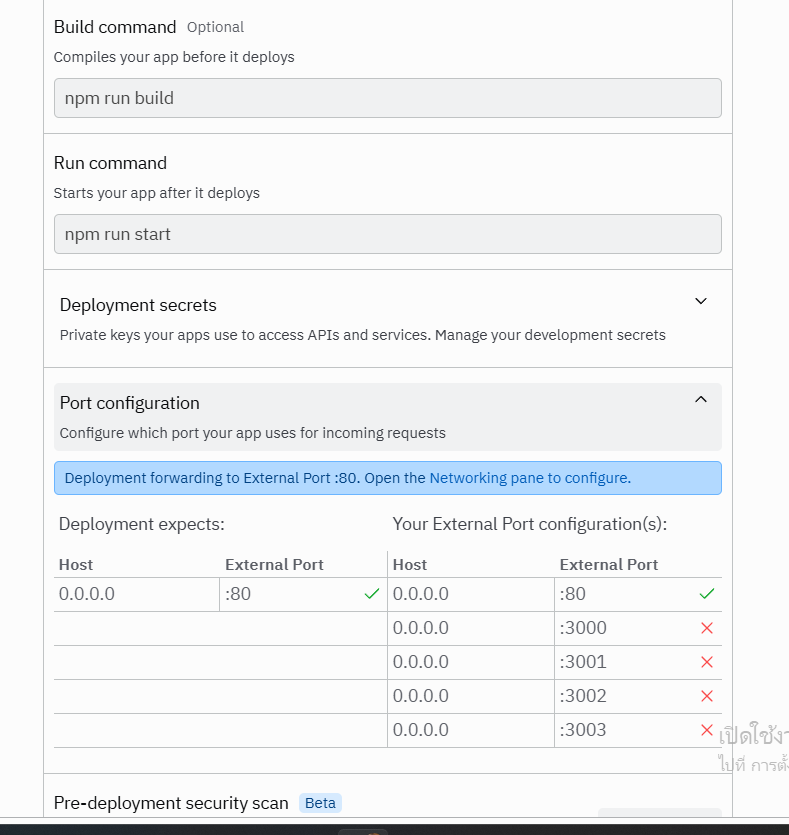 Build command Optional
Compiles your app before it deploys
npm run build
Run command
Starts your app after it deploys
npm run start
Deployment secrets
Private keys your apps use to access APIs and services. Manage your development secrets
Port configuration
Configure which port your app uses for incoming requests
Deployment forwarding to External Port :80. Open the Networking pane to configure.
Deployment expects: Your External Port configuration(s):
Host External Port Host External Port
0.0.0.0 :80 0.0.0.0 :80
0.0.0.0 :3000
0.0.0.0 :3001
0.0.0.0 :3002
0.0.0.0 :3003
เปิดใช้
ไปที่ การ
Pre-deployment security scan Beta